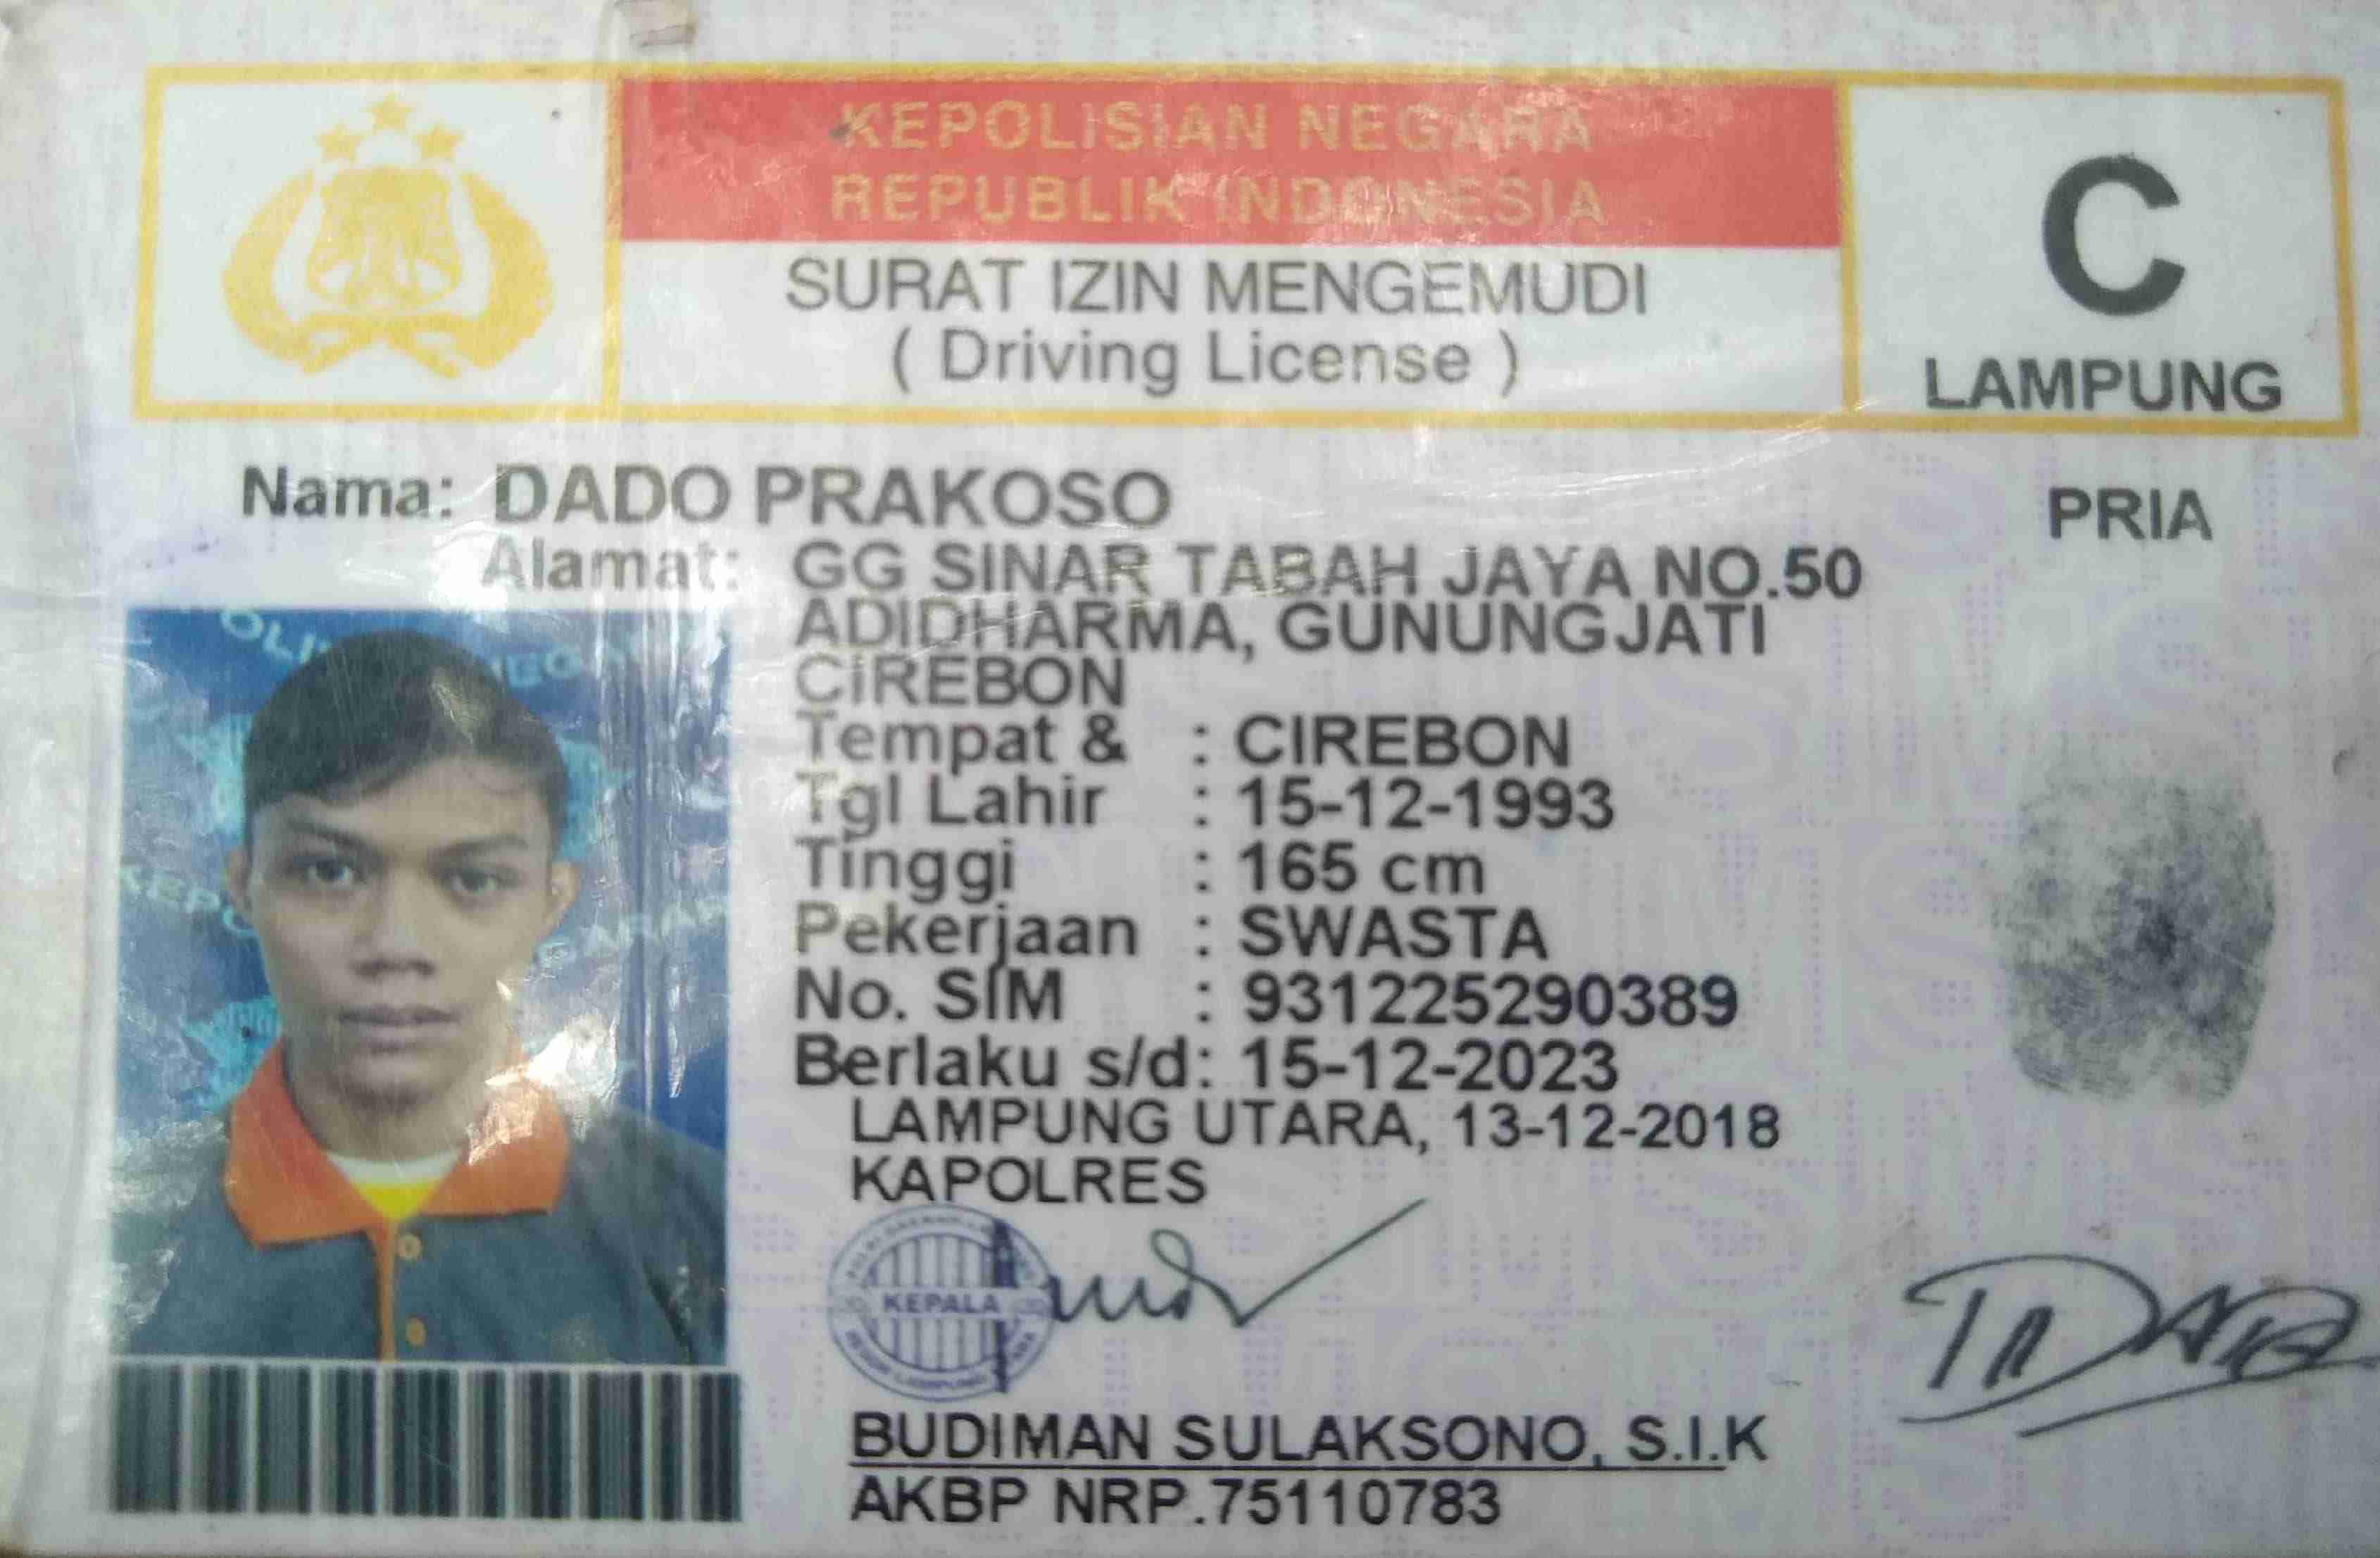 KEPOLISIAN NEGARA
REPUBLIK INDONESIA
SURAT IZIN MENGEMUDI
( Driving License )
C
LAMPUNG
Nama: DADO PRAKOSO
PRIA
Alamat: GG SINAR TABAH JAYA NO.50
ADIDHARMA, GUNUNGJATI
CIREBON
Tempat & : CIREBON
Tgl Lahir : 15-12-1993
Tinggi : 165 cm
Pekerjaan : SWASTA
No. SIM : 931225290389
Berlaku s/d: 15-12-2023
LAMPUNG UTARA, 13-12-2018
KAPOLRES
KEPALA
BUDIMAN SULAKSONO, S.I.K
AKBP NRP.75110783